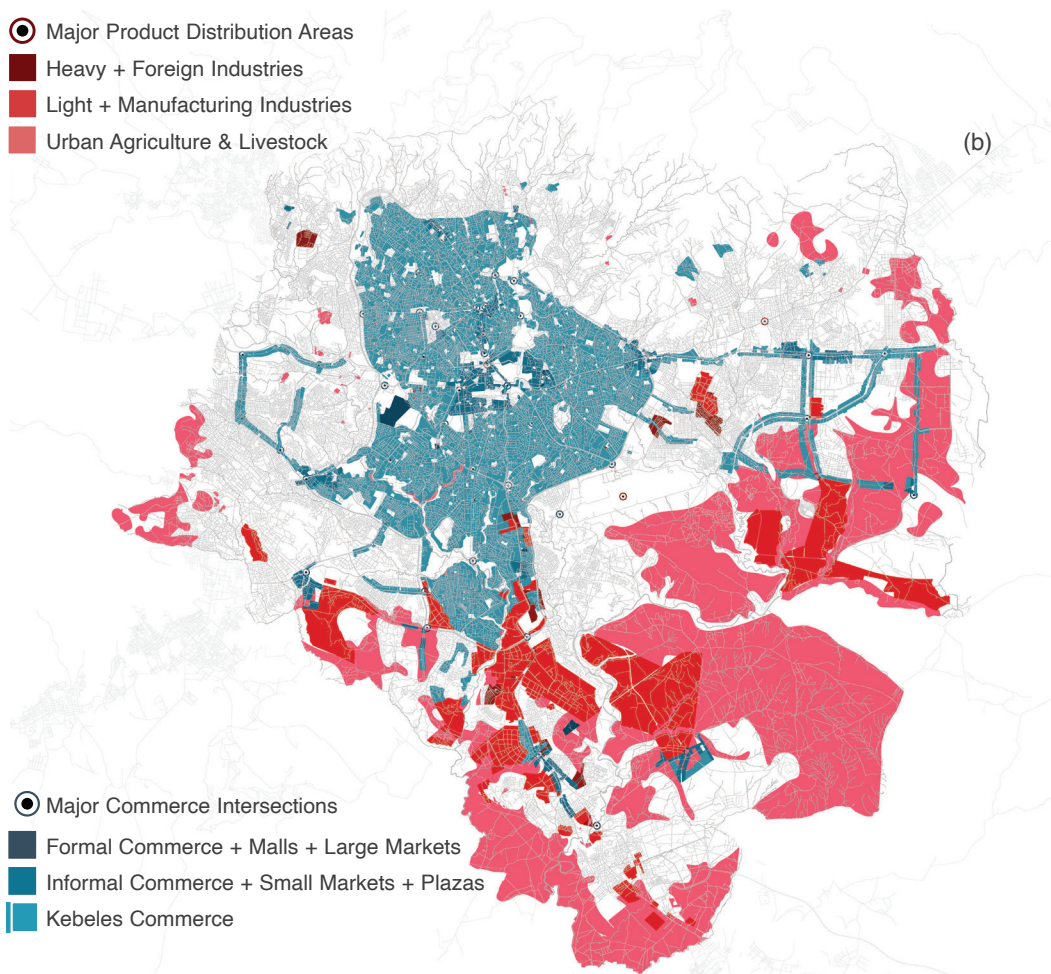 Major Product Distribution Areas
Heavy + Foreign Industries
Light + Manufacturing Industries
Urban Agriculture & Livestock
(b)
Major Commerce Intersections
Formal Commerce + Malls + Large Markets
Informal Commerce + Small Markets + Plazas
Kebeles Commerce